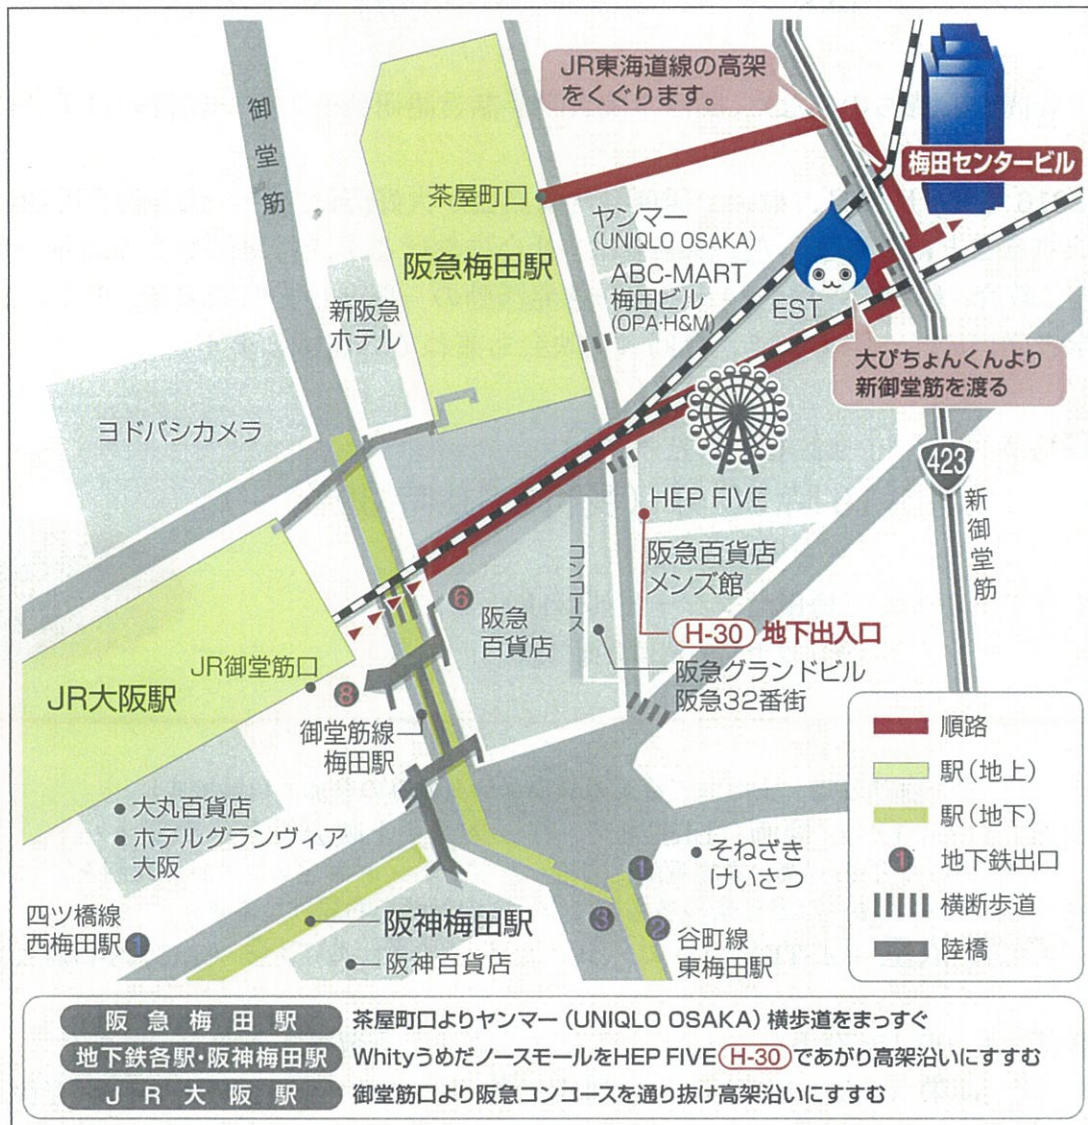 JR東海道線の高架
をくぐります。
御堂筋
梅田センタービル
茶屋町口
ヤンマー
(UNIQLO OSAKA)
阪急梅田駅
ABC-MART
梅田ビル
(OPA·H&M)
EST
新阪急
ホテル
大ぴちょんくんより
新御堂筋を渡る
ヨドバシカメラ
423
HEP FIVE
新御堂筋
コンコース
阪急百貨店
メンズ館
6
阪急
百貨店
H-30 地下出入口
JR御堂筋口
阪急グランドビル
阪急32番街
JR大阪駅
8
御堂筋線
梅田駅
順路
駅(地上)
駅(地下)
1 地下鉄出口
横断歩道
陸橋
大丸百貨店
ホテルグランヴィア
大阪
そねざき
けいさつ
1
四ツ橋線
西梅田駅 1
阪神梅田駅
3
2
谷町線
東梅田駅
阪神百貨店
阪急梅田駅 茶屋町口よりヤンマー(UNIQLO OSAKA)横歩道をまっすぐ
地下鉄各駅·阪神梅田駅 WhityうめだノースモールをHEP FIVE H-30 であがり高架沿いにすすむ
JR大阪駅 御堂筋口より阪急コンコースを通り抜け高架沿いにすすむ